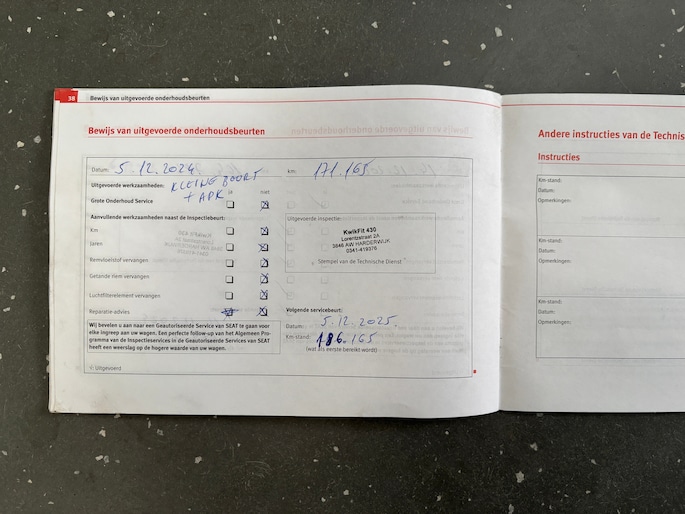 38 Bewijs van uitgevoerde onderhoudsbeurten
Bewijs van uitgevoerde onderhoudsbeurten
Datum: 5.12.2024. km: 171.165
Uitgevoerde werkzaamheden: KLEINE BEURT
+ APK
ja niet
Grote Onderhoud Service
Aanvullende werkzaamheden naast de Inspectiebeurt:
Km
Jaren
Remvloeistof vervangen
Getande riem vervangen
Luchtfilterelement vervangen
Reparatie-advies
Wij bevelen u aan naar een Geautoriseerde Service van SEAT te gaan voor
elke ingreep aan uw wagen. Een perfecte follow-up van het Algemeen Pro-
gramma van de Inspectieservices in de Geautoriseerde Services van SEAT
heeft een weerslag op de hogere waarde van uw wagen.
V: Uitgevoerd
Uitgevoerde inspectie:
KwikFit 430
Lorentzstraat 2A
3846 AW HARDERWIJK
0341-419376
Stempel van de Technische Dienst
Volgende servicebeurt:
Datum: 5.12.2025.
Km-stand: 186.165
(wat als eerste bereikt wordt)
Andere instructies van de Technis
Instructies
Km-stand:
Datum:
Opmerkingen:
Km-stand:
Datum:
Opmerkingen:
Km-stand:
Datum:
Opmerkingen: